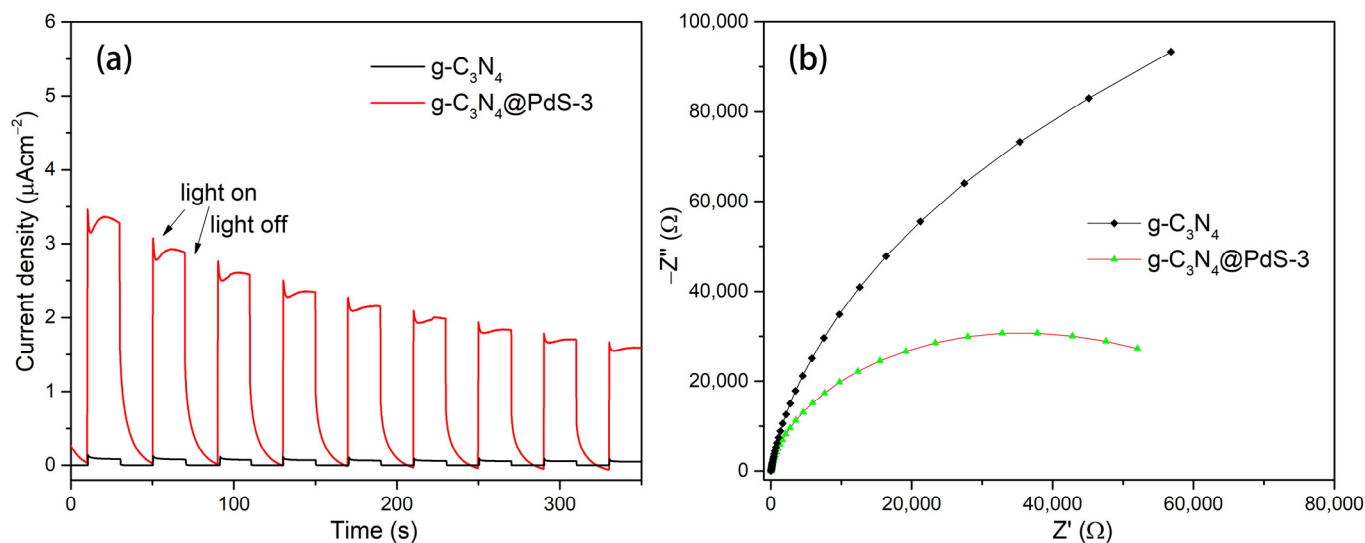 (a)
g-C₃N₄
g-C₃N₄@PdS-3
light on
light off
Current density (μAcm⁻²)
6
5
4
3
2
1
0
0
100
200
300
Time (s)
(b)
g-C₃N₄
g-C₃N₄@PdS-3
−Z'' (Ω)
100,000
80,000
60,000
40,000
20,000
0
0
20,000
40,000
60,000
80,000
Z' (Ω)